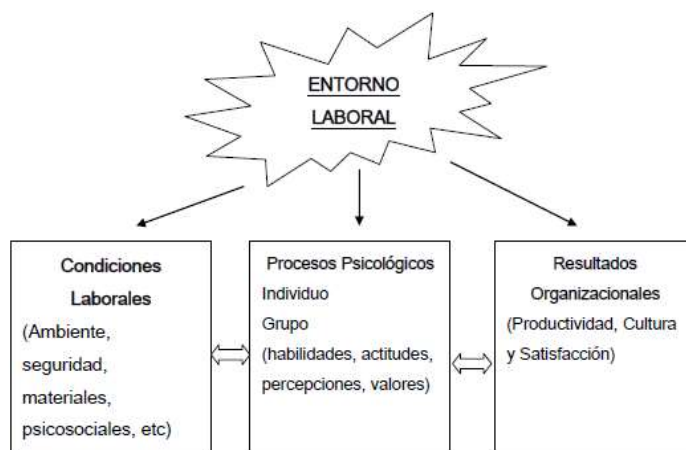 ENTORNO
LABORAL
Condiciones
Laborales
(Ambiente,
seguridad,
materiales,
psicosociales, etc)
Procesos Psicológicos
Individuo
Grupo
(habilidades, actitudes,
percepciones, valores)
Resultados
Organizacionales
(Productividad, Cultura
y Satisfacción)